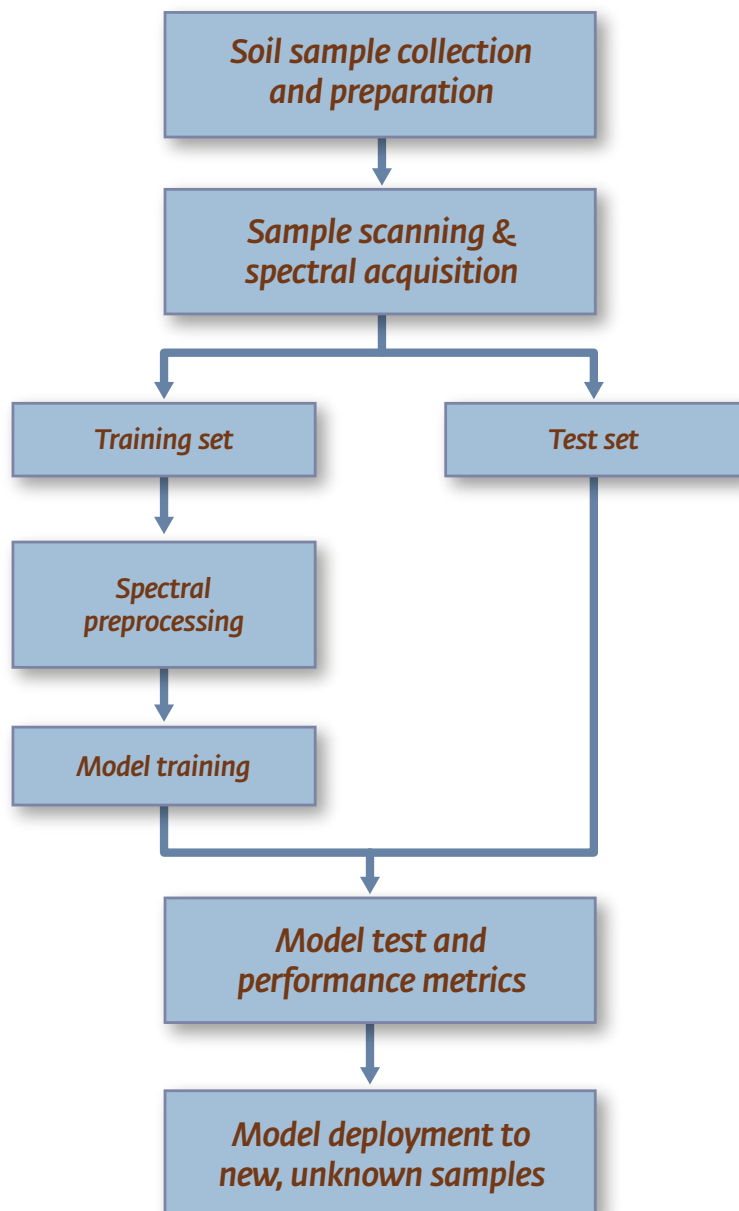 Soil sample collection
and preparation
Sample scanning &
spectral acquisition
Training set
Test set
Spectral
preprocessing
Model training
Model test and
performance metrics
Model deployment to
new, unknown samples